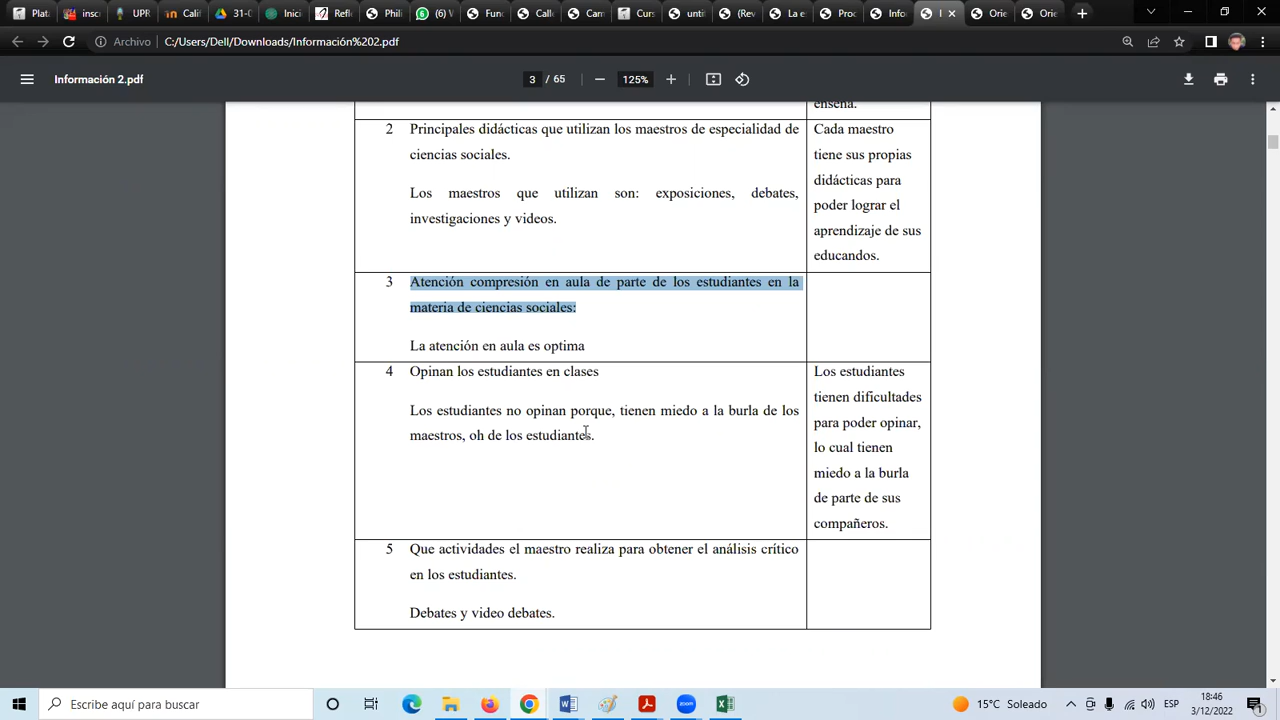 Plata
insc
UPR
Cali
31-O
Inici
Refle
Phil
(6) V
Func
Calle
Can
Curs
unti
(Rev
La e
Proc
Infor
I
Orie
Orie
Archivo
C:/Users/Dell/Downloads/Información%202.pdf
Información 2.pdf
3 / 65
125%
enseña.
2 Principales didácticas que utilizan los maestros de especialidad de
ciencias sociales.
Los maestros que utilizan son: exposiciones, debates,
investigaciones y videos.
Cada maestro
tiene sus propias
didácticas para
poder lograr el
aprendizaje de sus
educandos.
3 Atención compresión en aula de parte de los estudiantes en la
materia de ciencias sociales:
La atención en aula es optima
4 Opinan los estudiantes en clases
Los estudiantes no opinan porque, tienen miedo a la burla de los
maestros, oh de los estudiantes.
Los estudiantes
tienen dificultades
para poder opinar,
lo cual tienen
miedo a la burla
de parte de sus
compañeros.
5 Que actividades el maestro realiza para obtener el análisis crítico
en los estudiantes.
Debates y video debates.
Escribe aquí para buscar
zoom
15°C Soleado
ESP
18:46
3/12/2022
1